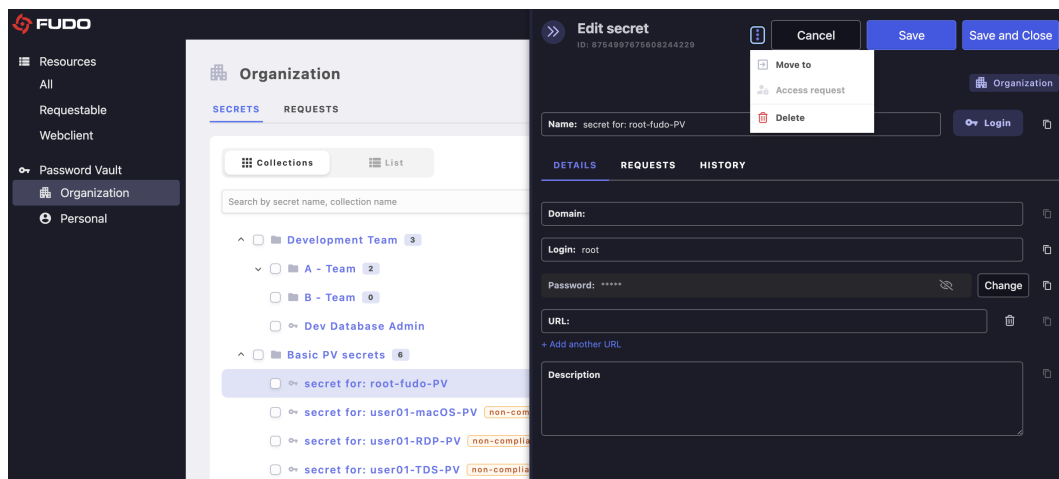 FUDO
Resources
All
Requestable
Webclient
Password Vault
Organization
Personal
Organization
SECRETS REQUESTS
Collections List
Search by secret name, collection name
Development Team 3
A - Team 2
B - Team 0
Dev Database Admin
Basic PV secrets 6
secret for: root-fudo-PV
secret for: user01-macOS-PV non-com
secret for: user01-RDP-PV non-complia
secret for: user01-TDS-PV non-complia
Edit secret
ID: 8754997675608244229
Cancel Save Save and Close
Move to
Access request
Delete
Organization
Name: secret for: root-fudo-PV
Login
DETAILS REQUESTS HISTORY
Domain:
Login: root
Password: *****
Change
URL:
+ Add another URL
Description